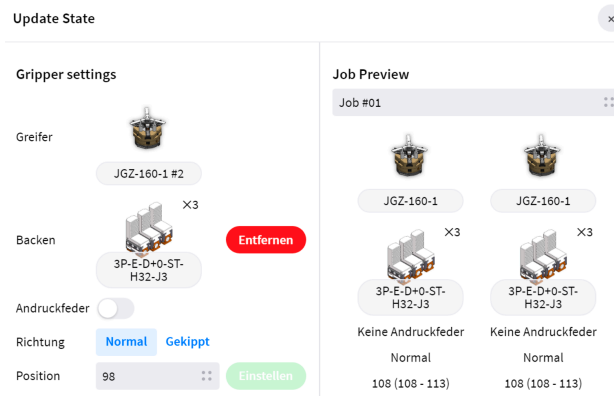 Update State
×
Gripper settings
Greifer
JGZ-160-1 #2
×3
Backen
Entfernen
3P-E-D+0-ST-
H32-J3
Andruckfeder
Richtung
Normal
Gekippt
Position
98
Einstellen
Job Preview
Job #01
JGZ-160-1
JGZ-160-1
×3
×3
3P-E-D+0-ST-
H32-J3
3P-E-D+0-ST-
H32-J3
Keine Andruckfeder
Keine Andruckfeder
Normal
Normal
108 (108 - 113)
108 (108 - 113)